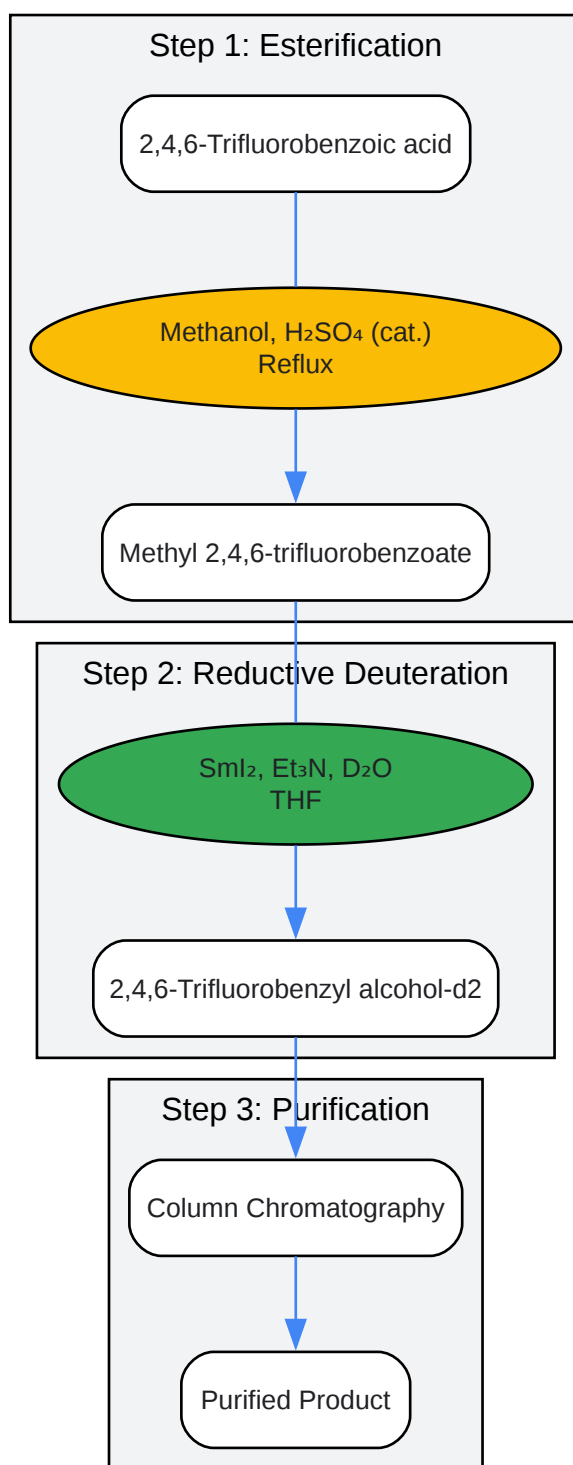 Step 1: Esterification
2,4,6-Trifluorobenzoic acid
Methanol, H₂SO₄ (cat.)
Reflux
Methyl 2,4,6-trifluorobenzoate
Step 2: Reductive Deuteration
SmI₂, Et₃N, D₂O
THF
2,4,6-Trifluorobenzyl alcohol-d2
Step 3: Purification
Column Chromatography
Purified Product